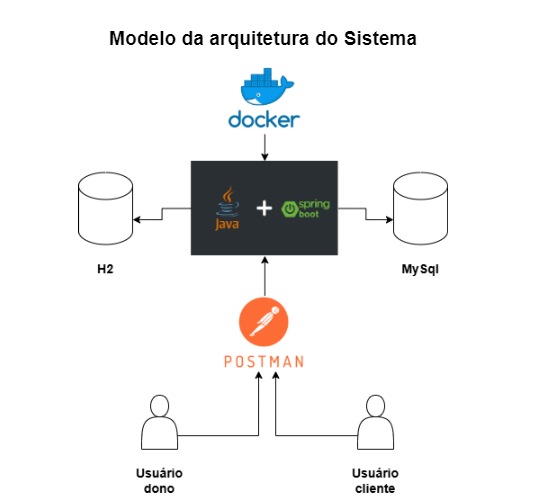 Modelo da arquitetura do Sistema
docker
Java
+
spring
boot
H2
MySql
POSTMAN
Usuário
dono
Usuário
cliente